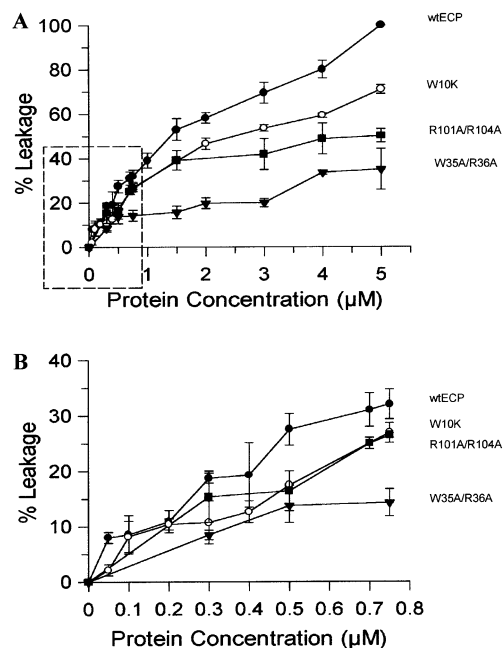 A
wtECP
W10K
R101A/R104A
W35A/R36A
% Leakage
100
80
60
40
20
0
0 1 2 3 4 5
Protein Concentration (µM)
B
wtECP
W10K
R101A/R104A
W35A/R36A
% Leakage
40
30
20
10
0
0 0.1 0.2 0.3 0.4 0.5 0.6 0.7 0.8
Protein Concentration (µM)